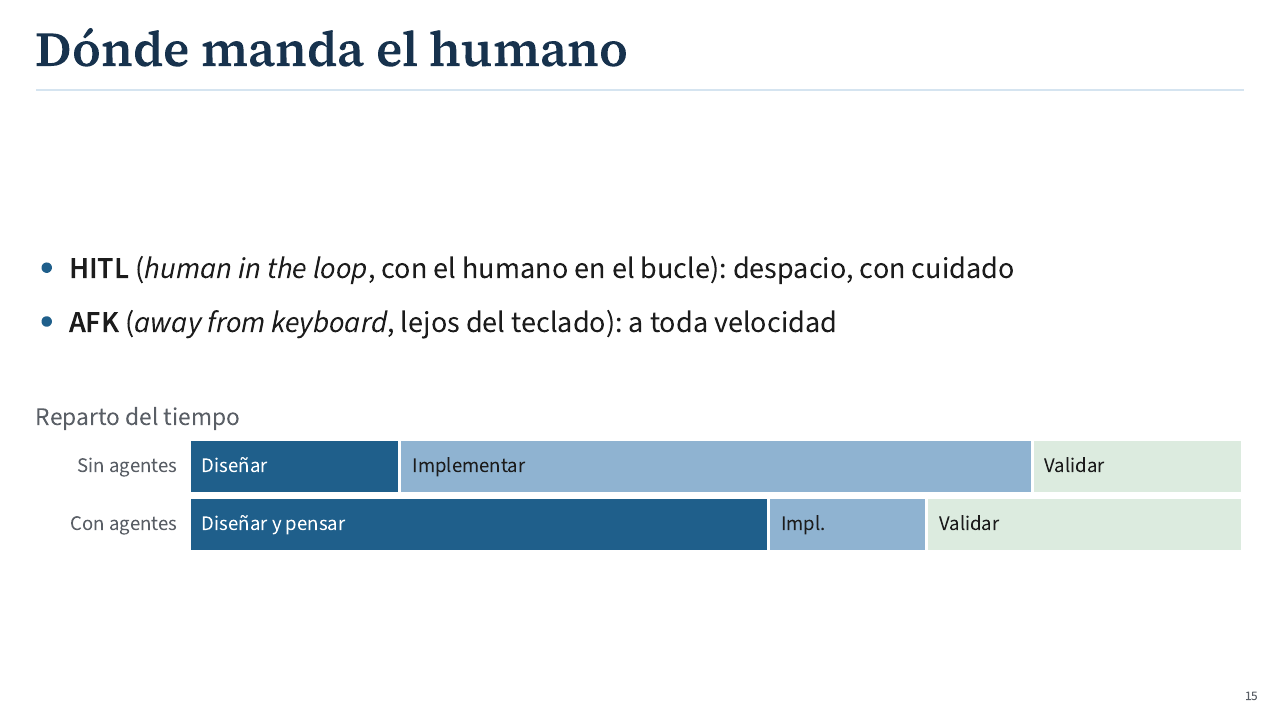 Dónde manda el humano
• HITL (human in the loop, con el humano en el bucle): despacio, con cuidado
• AFK (away from keyboard, lejos del teclado): a toda velocidad
Reparto del tiempo
Sin agentes Diseñar Implementar Validar
Con agentes Diseñar y pensar Impl. Validar
15